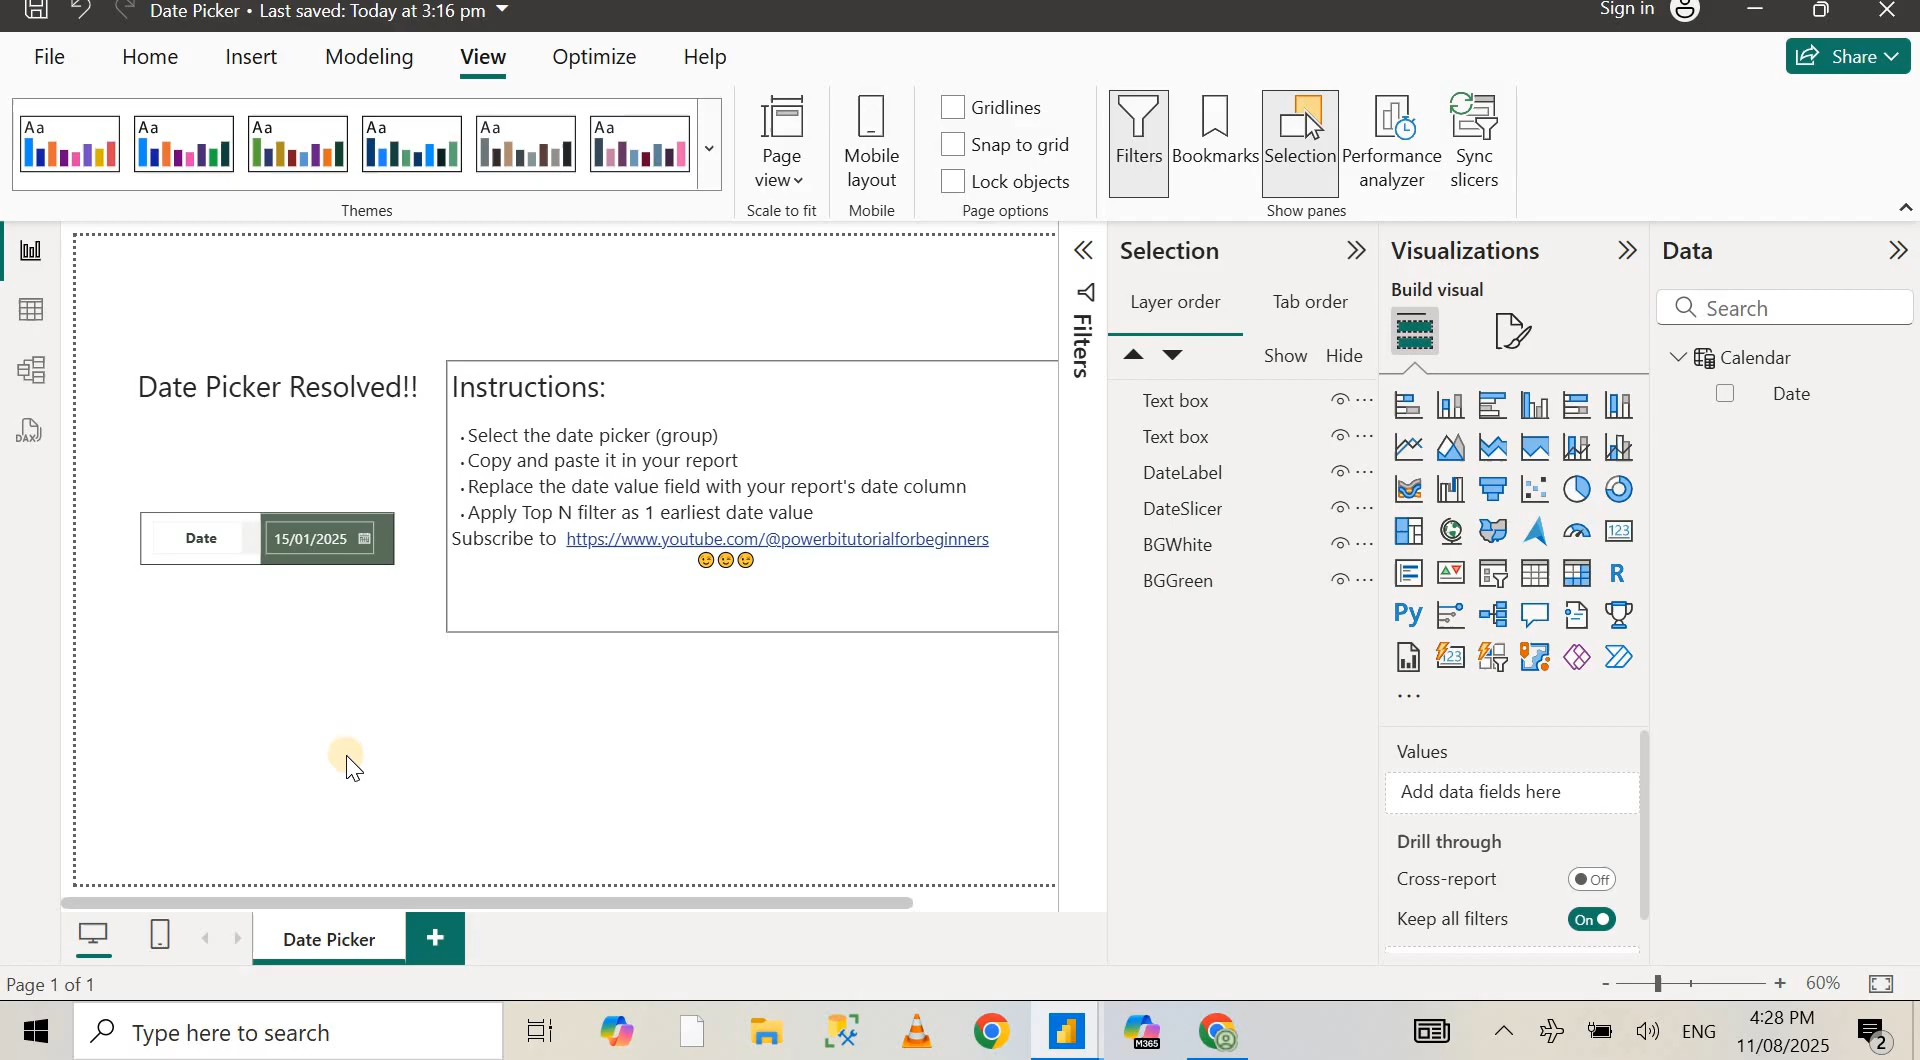 Date Picker • Last saved: Today at 3:16 pm
Sign in
File Home Insert Modeling View Optimize Help
Share
Aa Aa Aa Aa Aa Aa
Themes
Page view
Scale to fit
Mobile layout
Mobile
Gridlines
Snap to grid
Lock objects
Page options
Filters
Bookmarks
Selection
Performance analyzer
Sync slicers
Show panes
DAX
Date Picker Resolved!!
Date
15/01/2025
Instructions:
. Select the date picker (group)
. Copy and paste it in your report
. Replace the date value field with your report's date column
. Apply Top N filter as 1 earliest date value
Subscribe to https://www.youtube.com/@powerbitutorialforbeginners
😉😉😉
Filters
Selection
Layer order Tab order
Show Hide
Text box
Text box
DateLabel
DateSlicer
BGWhite
BGGreen
Visualizations
Build visual
123
R
Py
123
...
Values
Add data fields here
Drill through
Cross-report Off
Keep all filters On
Data
Search
Calendar
Date
Date Picker
+
Page 1 of 1
- + 60%
Type here to search
M365
ENG
4:28 PM
11/08/2025
2